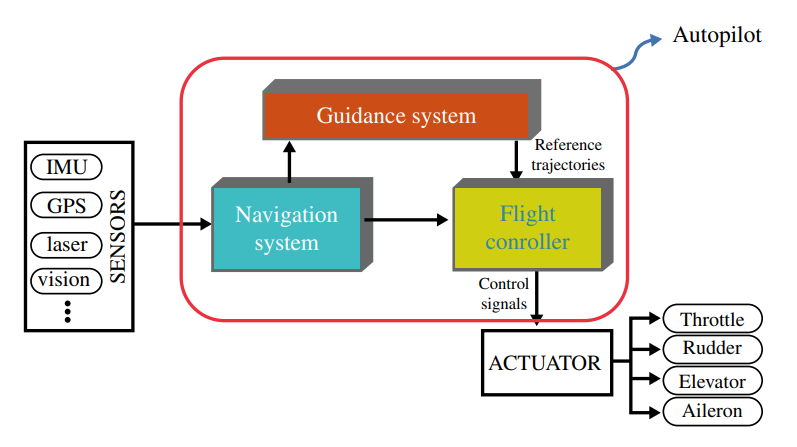 Autopilot
Guidance system
Reference
trajectories
IMU
GPS
laser
vision
SENSORS
Navigation
system
Flight
conroller
Control
signals
ACTUATOR
Throttle
Rudder
Elevator
Aileron